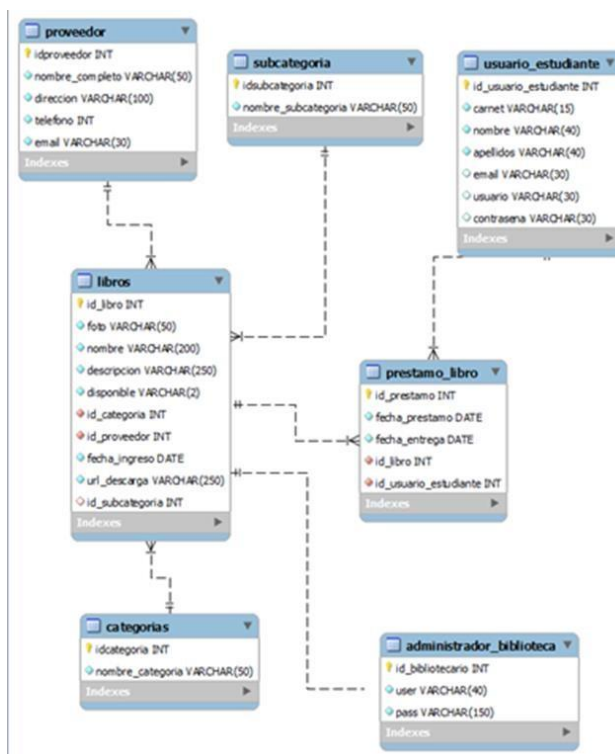 proveedor
idproveedor INT
nombre_completo VARCHAR(50)
direccion VARCHAR(100)
telefono INT
email VARCHAR(30)
Indexes
subcategoria
idsubcategoria INT
nombre_subcategoria VARCHAR(50)
Indexes
usuario_estudiante
id_usuario_estudiante INT
carnet VARCHAR(15)
nombre VARCHAR(40)
apellidos VARCHAR(40)
email VARCHAR(30)
usuario VARCHAR(30)
contrasena VARCHAR(30)
Indexes
libros
id_libro INT
foto VARCHAR(50)
nombre VARCHAR(200)
descripcion VARCHAR(250)
disponible VARCHAR(2)
id_categoria INT
id_proveedor INT
fecha_ingreso DATE
url_descarga VARCHAR(250)
id_subcategoria INT
Indexes
prestamo_libro
id_prestamo INT
fecha_prestamo DATE
fecha_entrega DATE
id_libro INT
id_usuario_estudiante INT
Indexes
categorias
idcategoria INT
nombre_categoria VARCHAR(50)
Indexes
administrador_biblioteca
id_bibliotecario INT
user VARCHAR(40)
pass VARCHAR(150)
Indexes